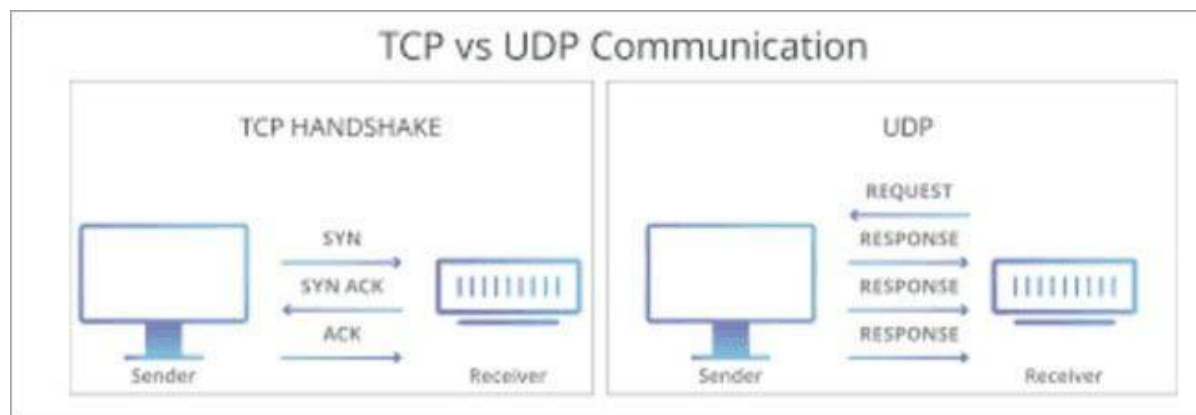 TCP vs UDP Communication
TCP HANDSHAKE
SYN
SYN ACK
ACK
Sender
Receiver
UDP
REQUEST
RESPONSE
RESPONSE
RESPONSE
Sender
Receiver